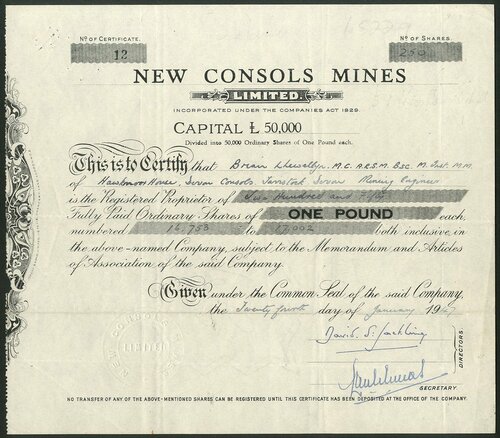 No OF CERTIFICATE.
No OF SHARES.
12
250
NEW CONSOLS MINES
LIMITED.
INCORPORATED UNDER THE COMPANIES ACT 1929.
CAPITAL £ 50,000
Divided into 50,000 Ordinary Shares of One Pound each.
This is to Certify that Brian Llewellyn. M.C. A.R.S.M. B.Sc. M.Inst. M.M.
of House, Devon Consols Tavistock Devon Mining Engineer
is the Registered Proprietor of Two Hundred and Fifty
Fully Paid Ordinary Shares of ONE POUND each,
numbered 16,753 to 17,002 both inclusive, in
the above-named Company, subject to the Memorandum and Articles
of Association of the said Company.
Given under the Common Seal of the said Company,
the Twenty day of January 19
David S.
DIRECTORS
SECRETARY.
NO TRANSFER OF ANY OF THE ABOVE-MENTIONED SHARES CAN BE REGISTERED UNTIL THIS CERTIFICATE HAS BEEN DEPOSITED AT THE OFFICE OF THE COMPANY.